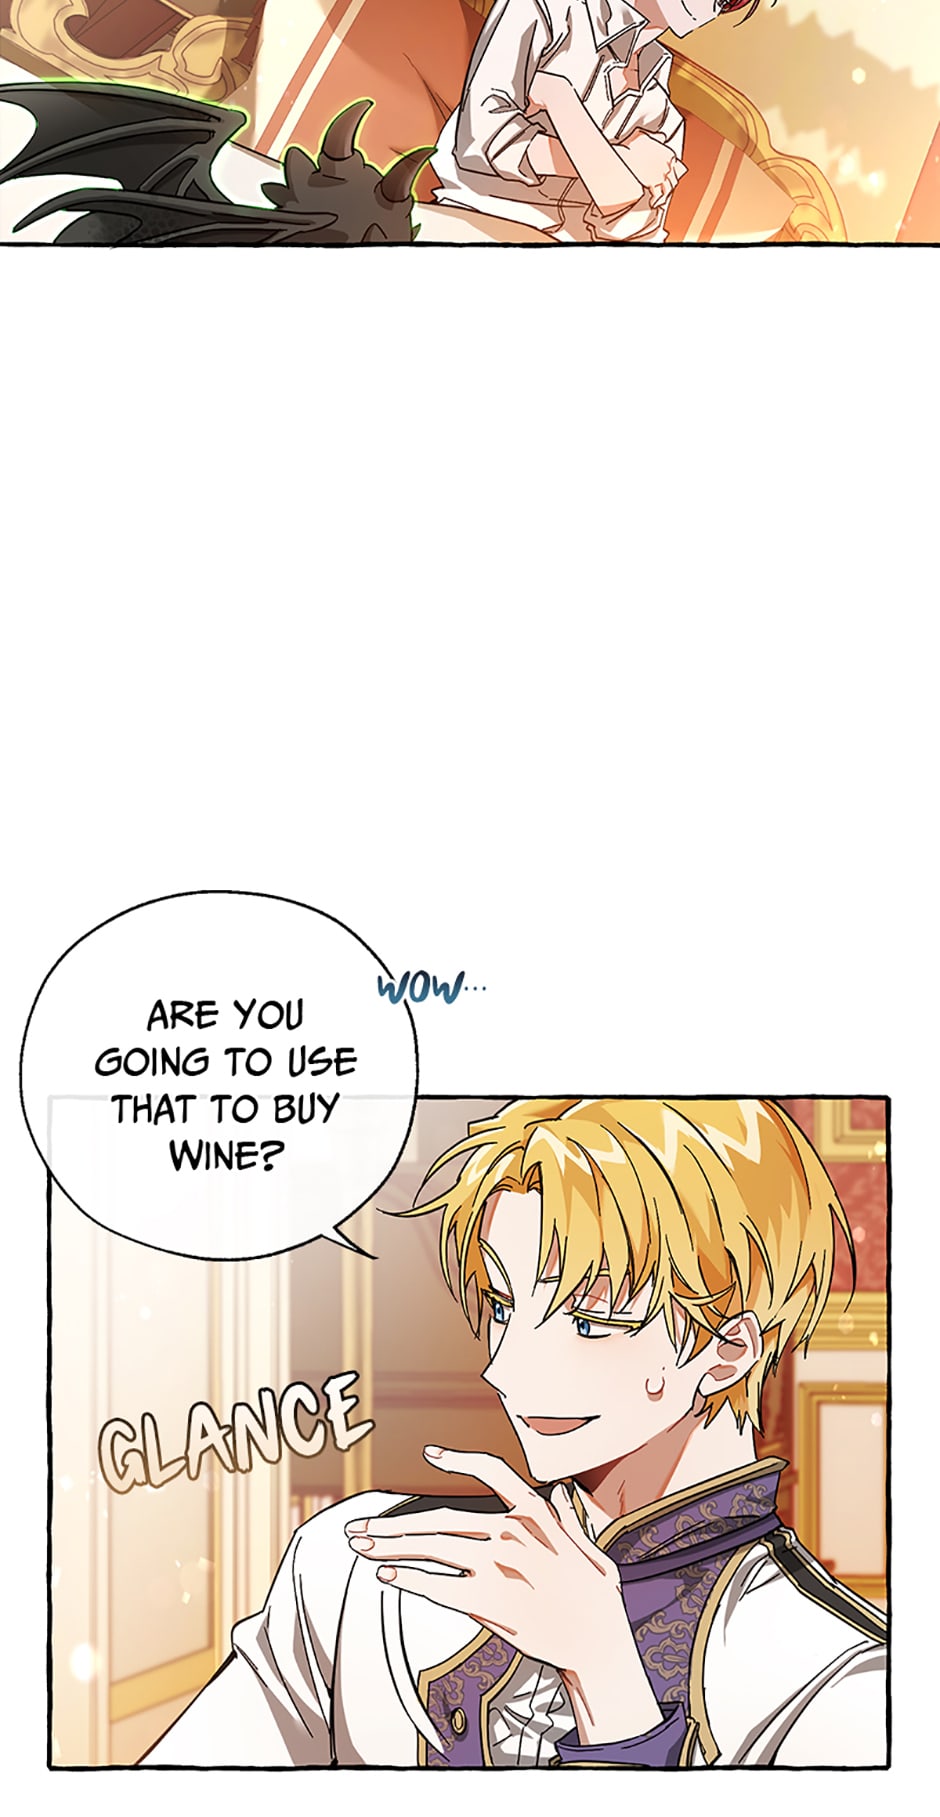 WOW...
ARE YOU
GOING TO USE
THAT TO BUY
WINE?
GLANCE